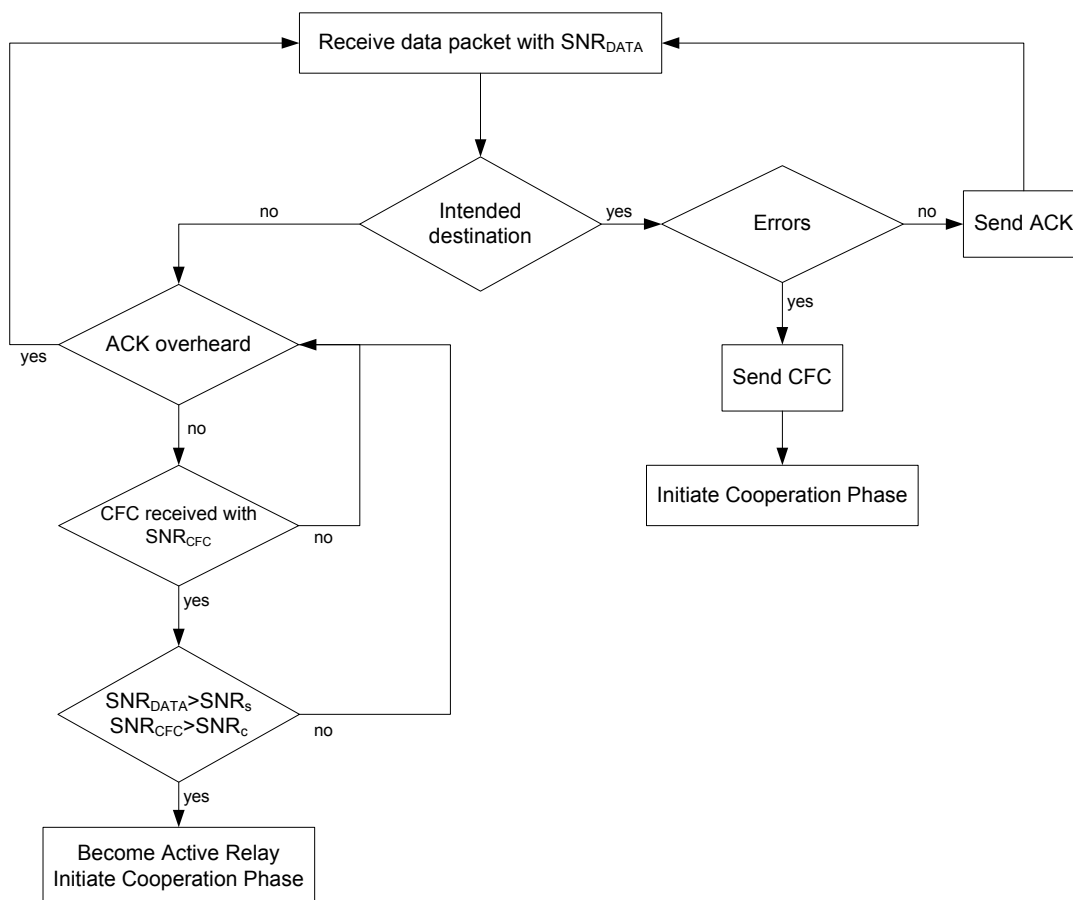 Receive data packet with SNRDATA
Intended
destination
no
yes
Errors
no
Send ACK
yes
Send CFC
Initiate Cooperation Phase
ACK overheard
yes
no
CFC received with
SNRCFC
no
yes
SNRDATA>SNRs
SNRCFC>SNRc
no
yes
Become Active Relay
Initiate Cooperation Phase